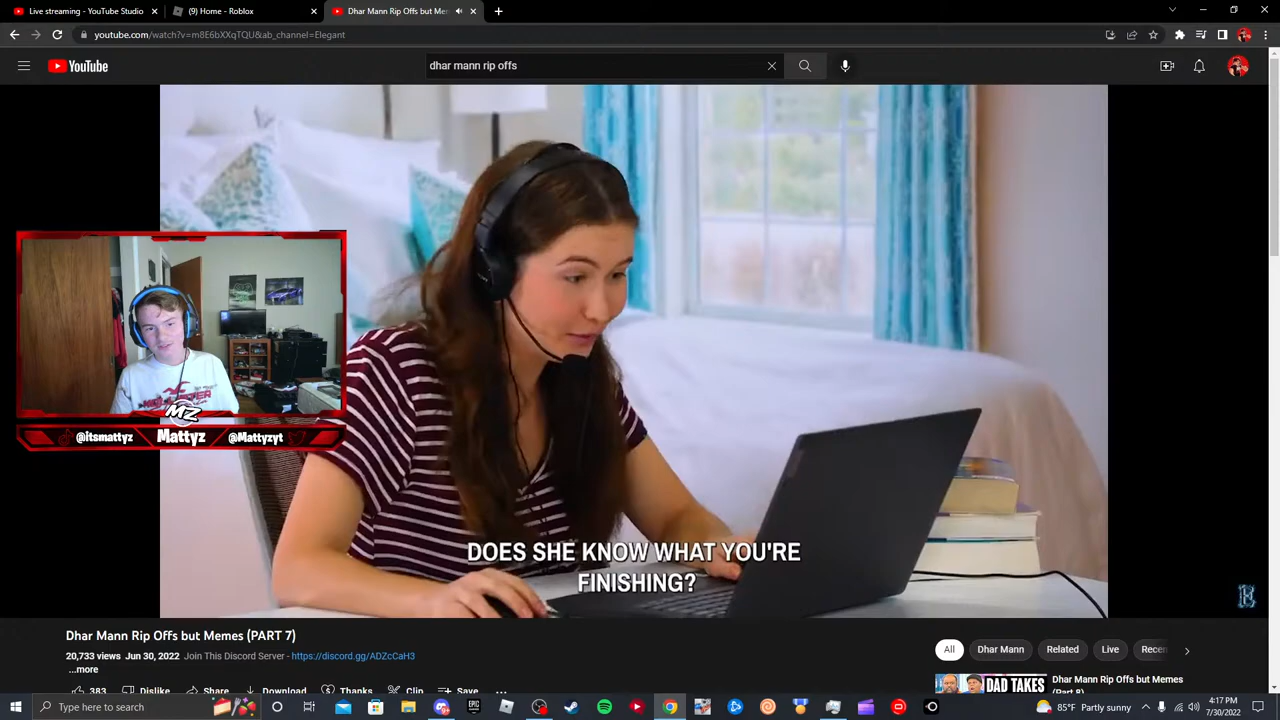 Live streaming - YouTube Studio
(9) Home - Roblox
Dhar Mann Rip Offs but Me
youtube.com/watch?v=m8E6bXXqTQU&ab_channel=Elegant
YouTube
dhar mann rip offs
MZ
@itsmattyz
Mattyz
@Mattyzyt
DOES SHE KNOW WHAT YOU'RE
FINISHING?
Dhar Mann Rip Offs but Memes (PART 7)
20,733 views Jun 30, 2022 Join This Discord Server - https://discord.gg/ADZcCaH3
...more
383
Dislike
Share
Download
Thanks
Clip
Save
All
Dhar Mann
Related
Live
Recen
DAD TAKES
Dhar Mann Rip Offs but Memes
(Part 8)
Type here to search
85°F Partly sunny
4:17 PM
7/30/2022